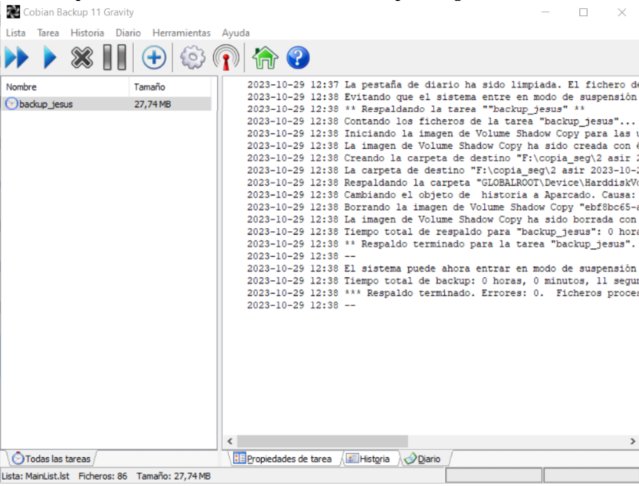 Cobian Backup 11 Gravity
Lista Tarea Historia Diario Herramientas Ayuda
Nombre Tamaño
backup_jesus 27,74 MB
2023-10-29 12:37 La pestaña de diario ha sido limpiada. El fichero de
2023-10-29 12:38 Evitando que el sistema entre en modo de suspensión
2023-10-29 12:38 ** Respaldando la tarea ""backup_jesus" **
2023-10-29 12:38 Contando los ficheros de la tarea "backup_jesus"...
2023-10-29 12:38 Iniciando la imagen de Volume Shadow Copy para las u
2023-10-29 12:38 La imagen de Volume Shadow Copy ha sido creada con é
2023-10-29 12:38 Creando la carpeta de destino "F:\copia_seg\2 asir 2
2023-10-29 12:38 La carpeta de destino "F:\copia_seg\2 asir 2023-10-2
2023-10-29 12:38 Respaldando la carpeta "GLOBALROOT\Device\HarddiskVo
2023-10-29 12:38 Cambiando el objeto de historia a Aparcado. Causa:
2023-10-29 12:38 Borrando la imagen de Volume Shadow Copy "ebf8bc65-a
2023-10-29 12:38 La imagen de Volume Shadow Copy ha sido borrada con
2023-10-29 12:38 Tiempo total de respaldo para "backup_jesus": 0 hora
2023-10-29 12:38 ** Respaldo terminado para la tarea "backup_jesus".
2023-10-29 12:38 --
2023-10-29 12:38 El sistema puede ahora entrar en modo de suspensión
2023-10-29 12:38 Tiempo total de backup: 0 horas, 0 minutos, 11 segun
2023-10-29 12:38 *** Respaldo terminado. Errores: 0. Ficheros proces
2023-10-29 12:38 --
Todas las tareas
Propiedades de tarea Historia Diario
Lista: MainList.lst Ficheros: 86 Tamaño: 27,74 MB